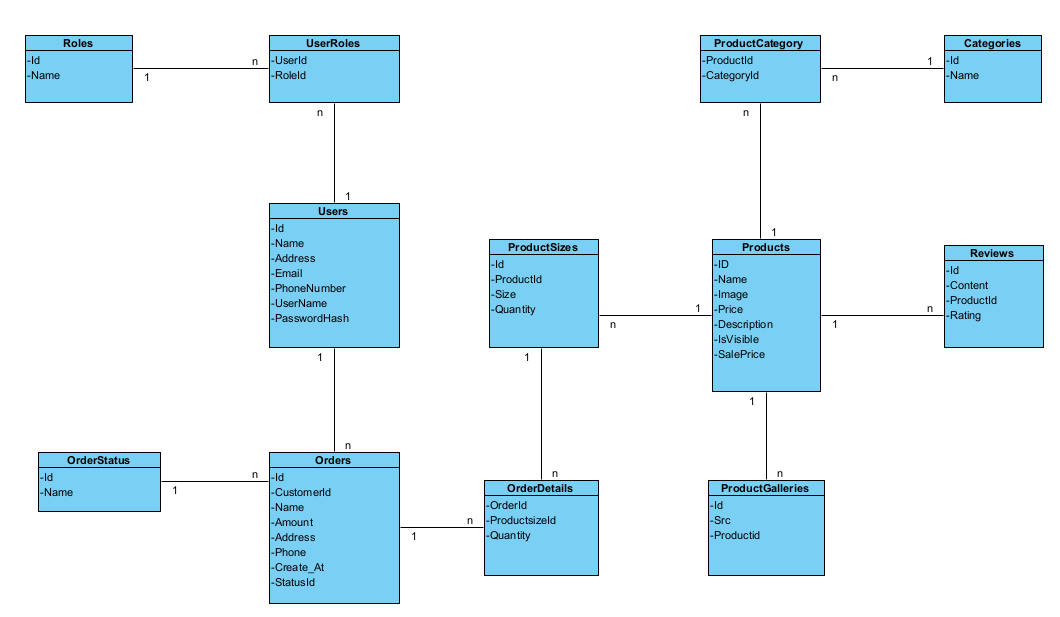 Roles
-Id
-Name
1
n
UserRoles
-UserId
-RoleId
n
1
Users
-Id
-Name
-Address
-Email
-PhoneNumber
-UserName
-PasswordHash
1
n
OrderStatus
-Id
-Name
1
n
Orders
-Id
-CustomerId
-Name
-Amount
-Address
-Phone
-Create_At
-StatusId
1
n
OrderDetails
-OrderId
-ProductsizeId
-Quantity
n
1
ProductSizes
-Id
-ProductId
-Size
-Quantity
n
1
Products
-ID
-Name
-Image
-Price
-Description
-IsVisible
-SalePrice
1
n
ProductCategory
-ProductId
-CategoryId
n
1
Categories
-Id
-Name
1
n
Reviews
-Id
-Content
-ProductId
-Rating
1
n
ProductGalleries
-Id
-Src
-Productid